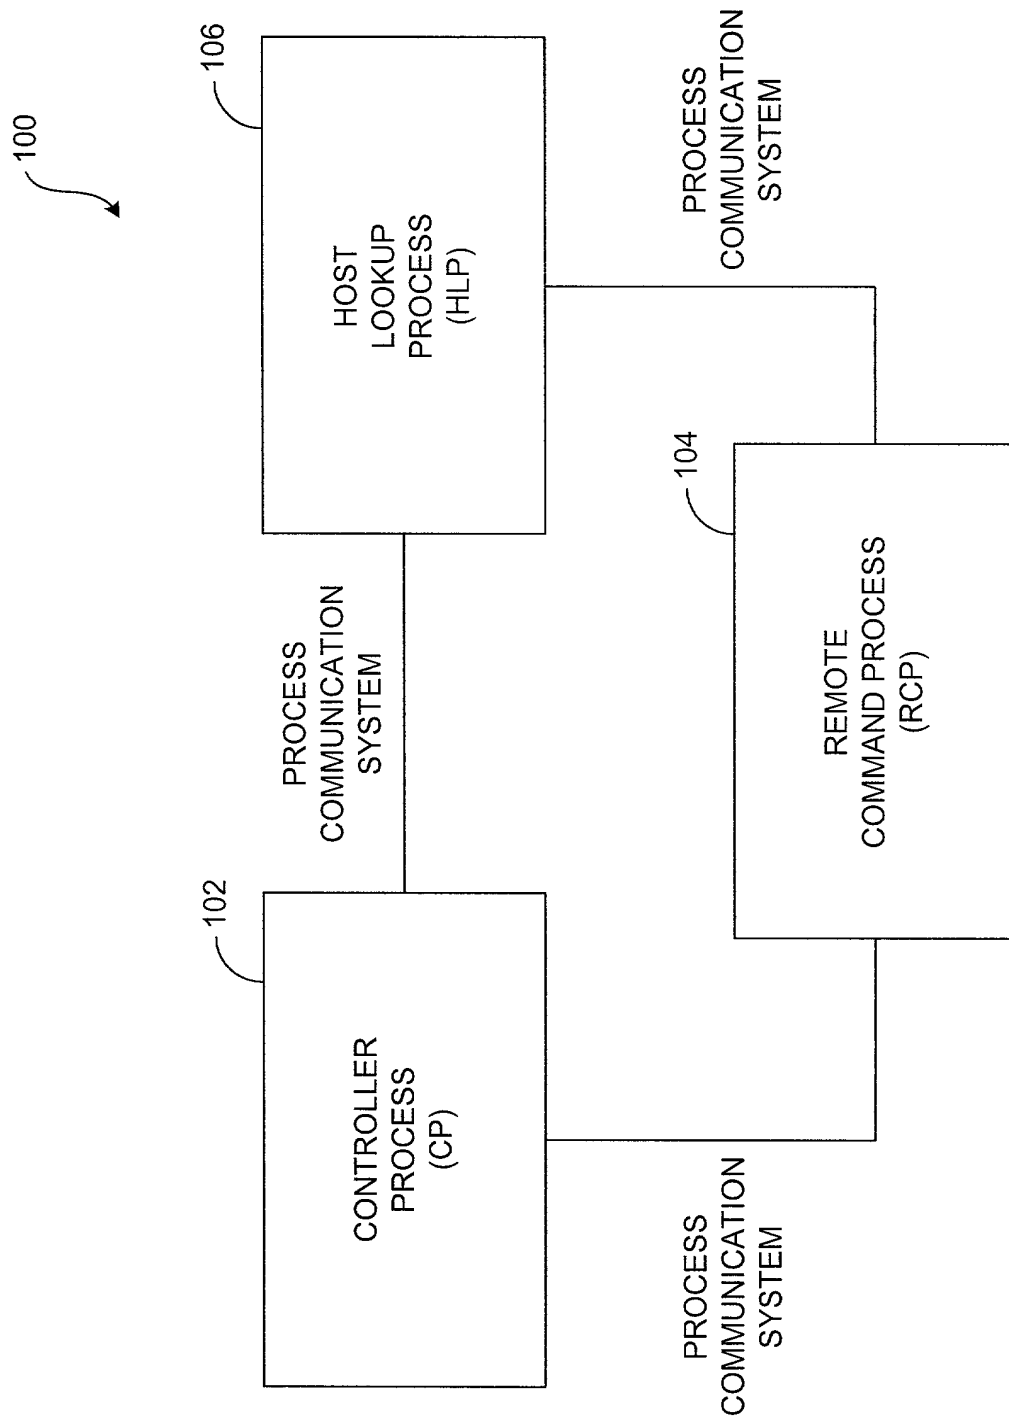 100
102
CONTROLLER
PROCESS
(CP)
PROCESS
COMMUNICATION
SYSTEM
106
HOST
LOOKUP
PROCESS
(HLP)
PROCESS
COMMUNICATION
SYSTEM
104
REMOTE
COMMAND PROCESS
(RCP)
PROCESS
COMMUNICATION
SYSTEM